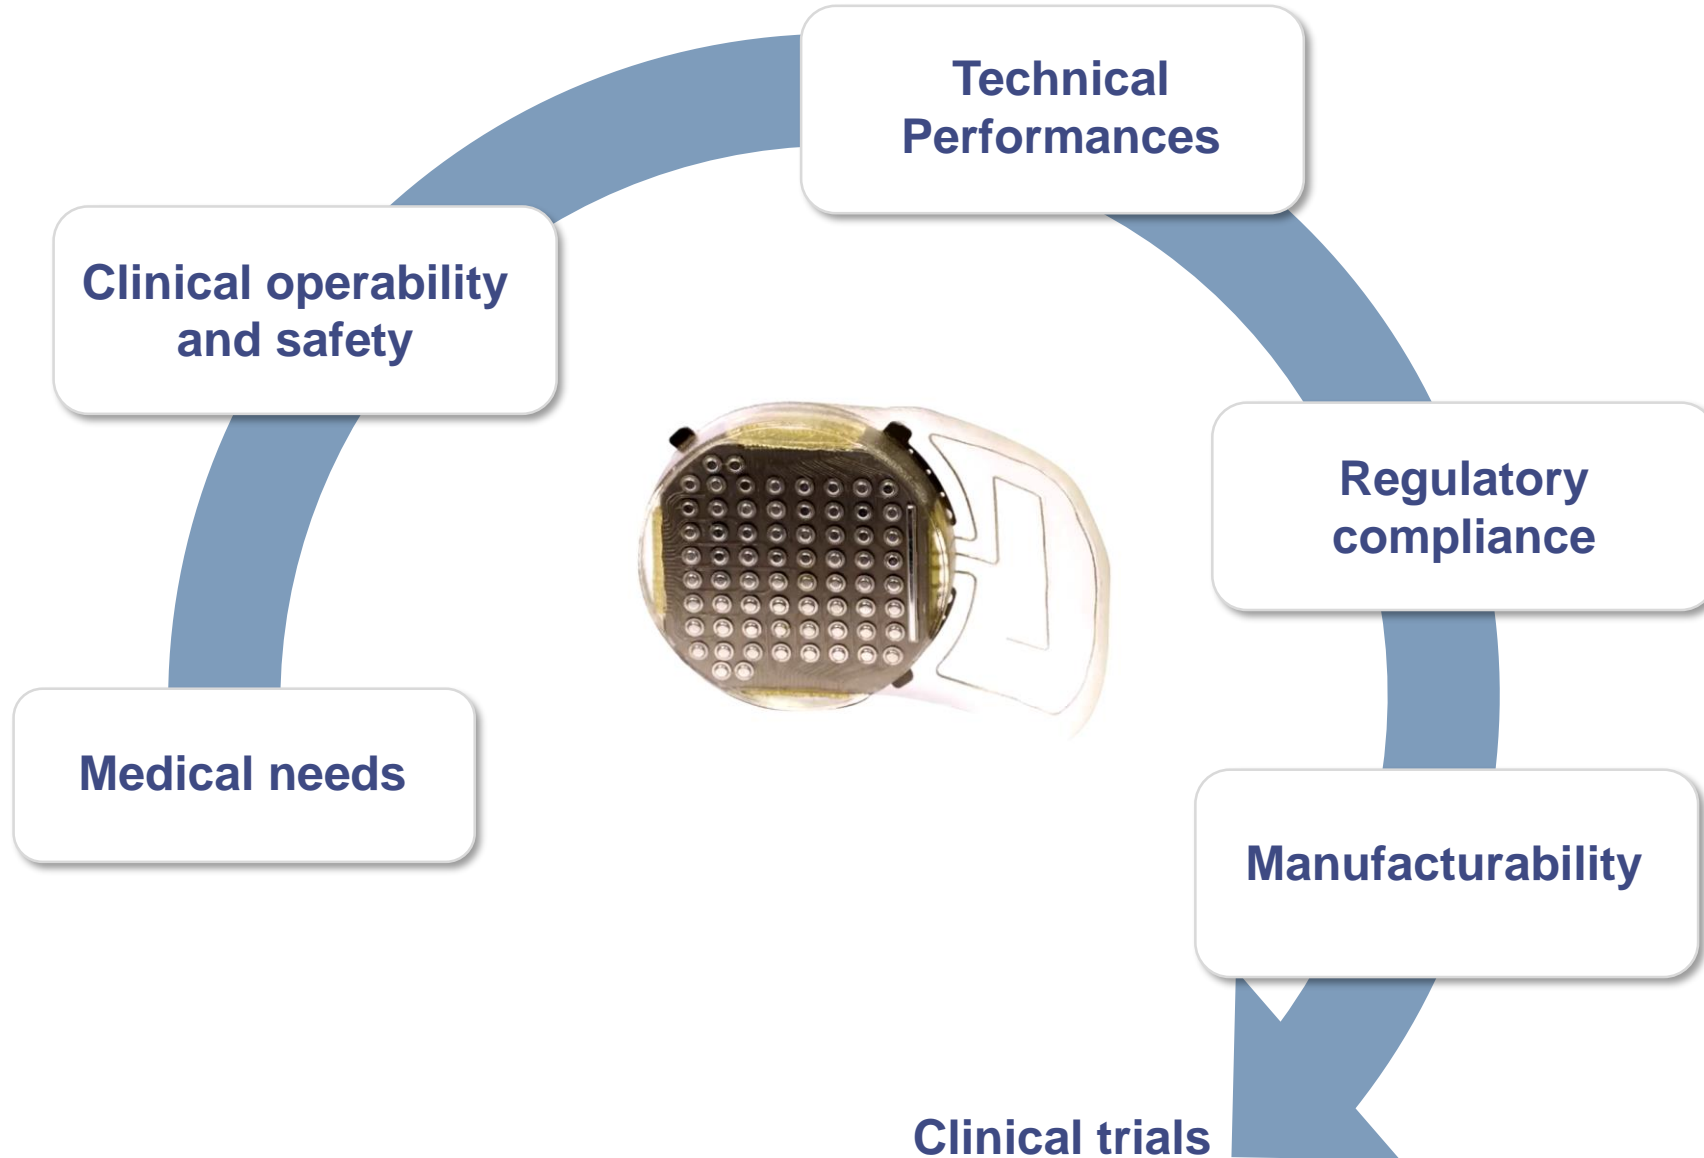 Technical
Performances
Clinical operability
and safety
Regulatory
compliance
Medical needs
Manufacturability
Clinical trials